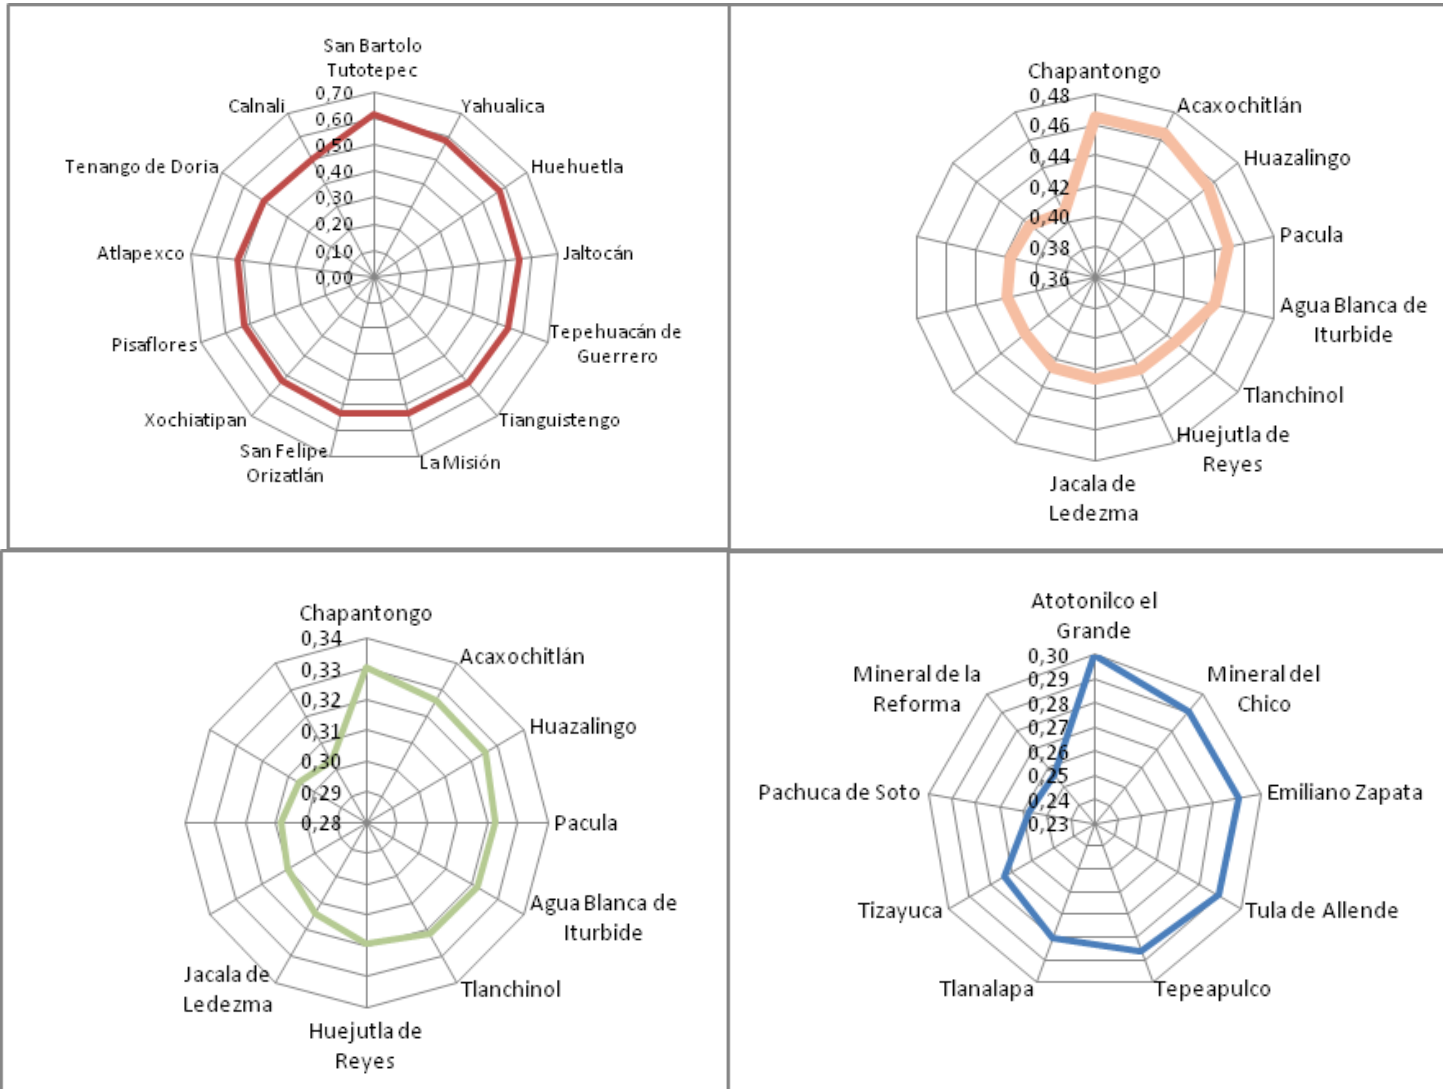 San Bartolo
Tutotepec
Yahualica
Huehuetla
Jaltocán
Tepehuacán de
Guerrero
Tianguistengo
La Misión
San Felipe
Orizatlán
Xochiatipan
Pisaflores
Atlapexco
Tenango de Doria
Calnali
0,70
0,60
0,50
0,40
0,30
0,20
0,10
0,00
Chapantongo
Acaxochitlán
Huazalingo
Pacula
Agua Blanca de
Iturbide
Tlanchinol
Huejutla de
Reyes
Jacala de
Ledezma
0,48
0,46
0,44
0,42
0,40
0,38
0,36
Chapantongo
Acaxochitlán
Huazalingo
Pacula
Agua Blanca de
Iturbide
Tlanchinol
Huejutla de
Reyes
Jacala de
Ledezma
0,34
0,33
0,32
0,31
0,30
0,29
0,28
Atotonilco el
Grande
Mineral del
Chico
Emiliano Zapata
Tula de Allende
Tepeapulco
Tlanalapa
Tizayuca
Pachuca de Soto
Mineral de la
Reforma
0,30
0,29
0,28
0,27
0,26
0,25
0,24
0,23